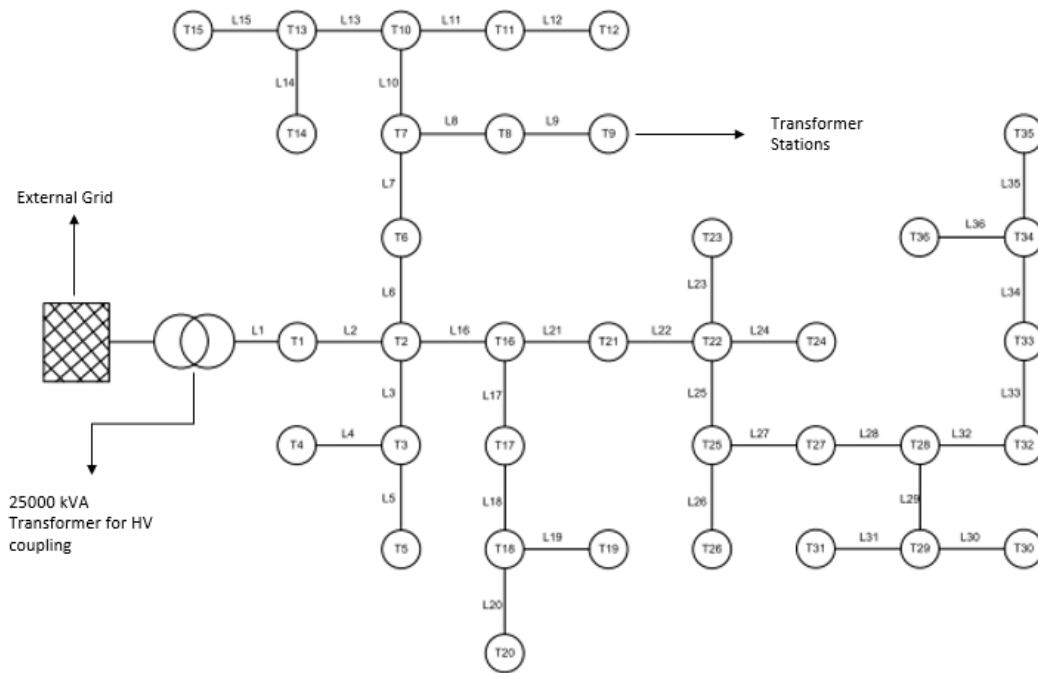 L15
L13
L11
L12
T15
T13
T10
T11
T12
L14
L10
T14
T7
L8
T8
L9
T9
Transformer
Stations
T35
L7
L35
External Grid
T6
T23
T36
L36
T34
L6
L23
L34
L1
T1
L2
T2
L16
T16
L21
T21
L22
T22
L24
T24
T33
L3
L17
L25
L33
T4
L4
T3
T17
T25
L27
T27
L28
T28
L32
T32
L5
L18
L26
L29
25000 kVA
Transformer for HV
coupling
T5
T18
L19
T19
T26
T31
L31
T29
L30
T30
L20
T20